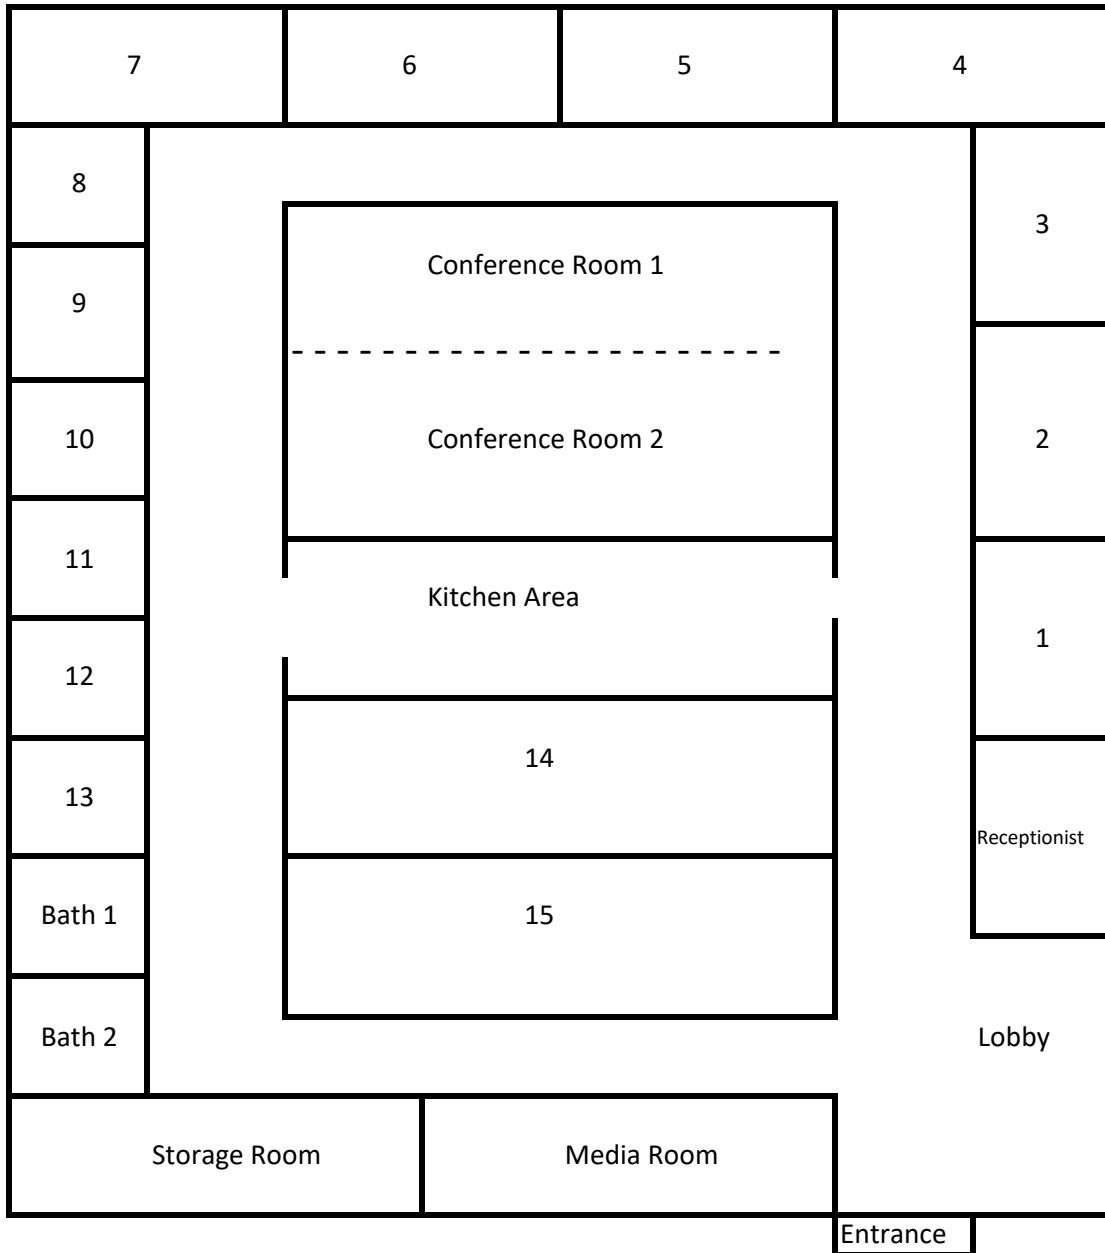 7
6
5
4
8
3
Conference Room 1
9
10
Conference Room 2
2
11
Kitchen Area
1
12
14
13
Receptionist
Bath 1
15
Bath 2
Lobby
Storage Room
Media Room
Entrance